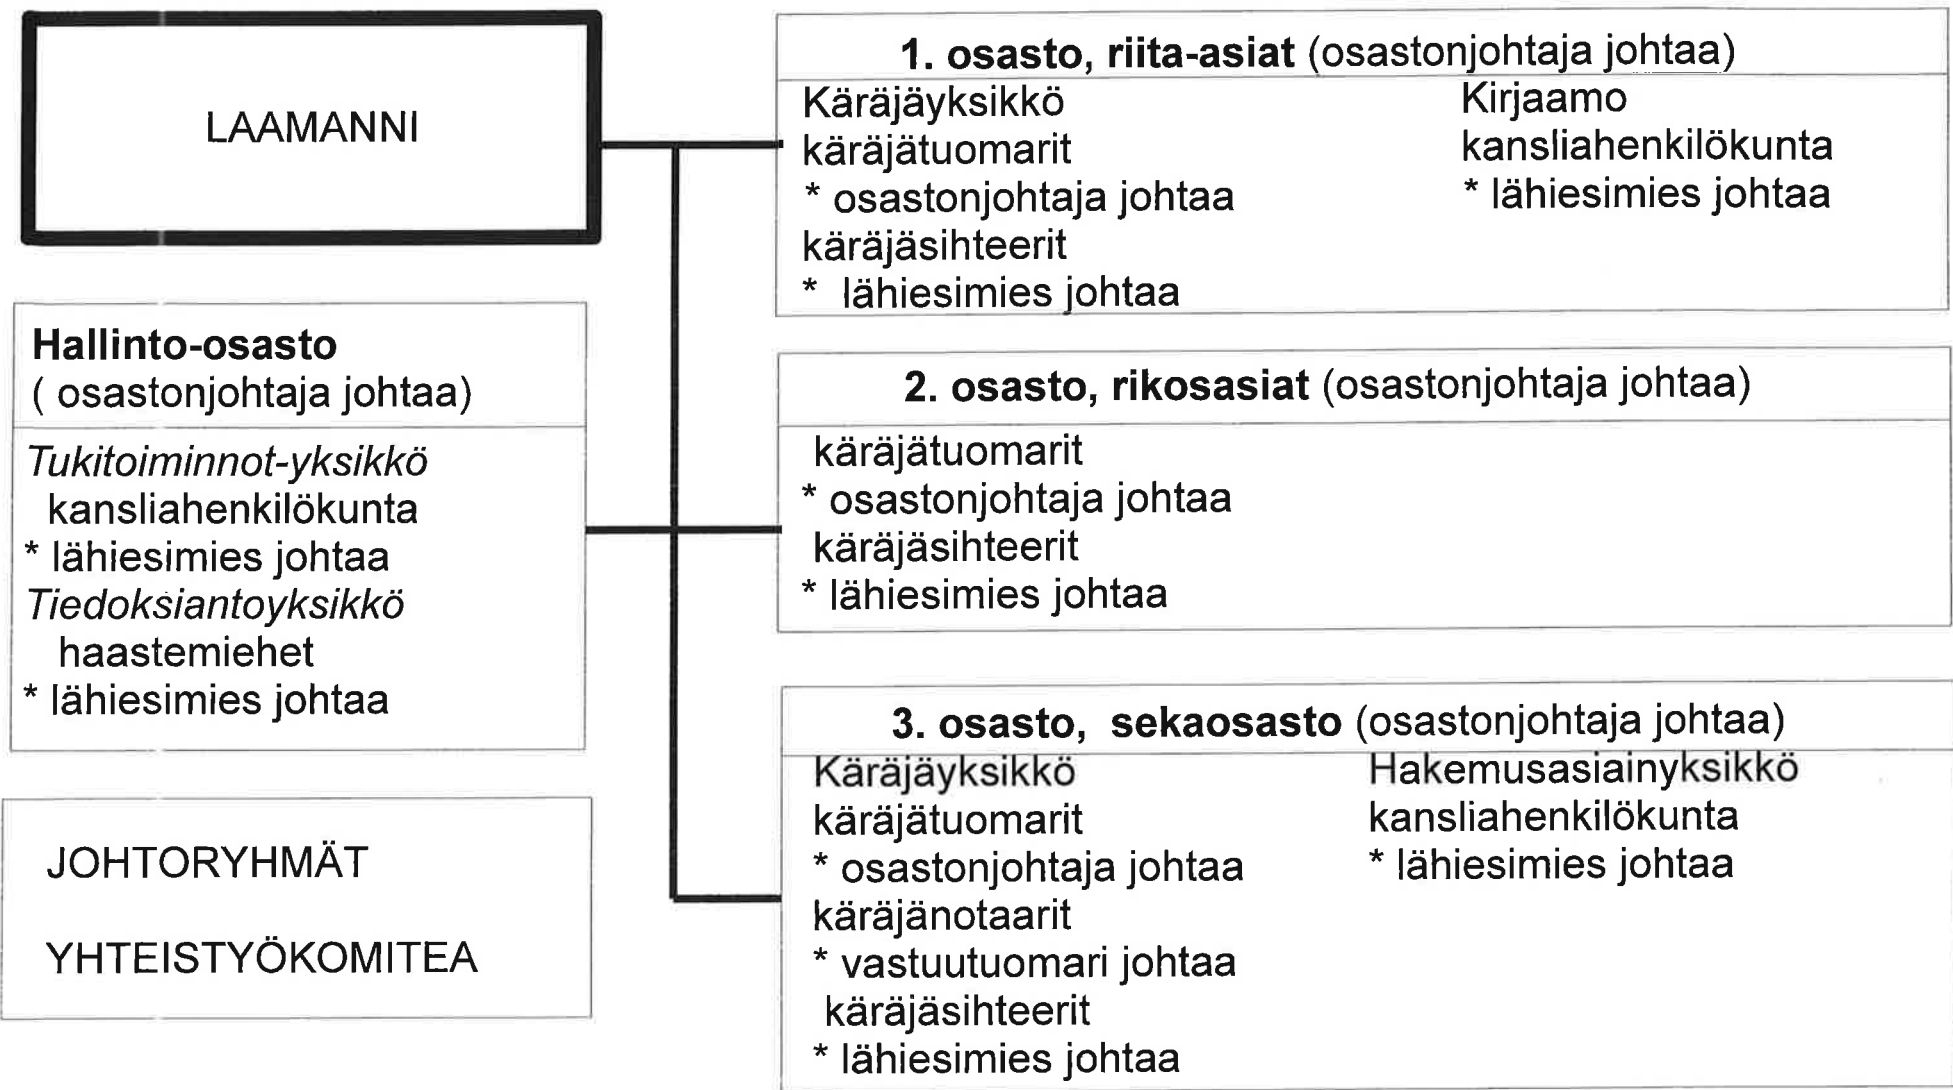 LAAMANNI
Hallinto-osasto
( osastonjohtaja johtaa)
Tukitoiminnot-yksikkö
kansliahenkilökunta
* lähiesimies johtaa
Tiedoksiantoyksikkö
haastemiehet
* lähiesimies johtaa
JOHTORYHMÄT
YHTEISTYÖKOMITEA
1. osasto, riita-asiat (osastonjohtaja johtaa)
Käräjäyksikkö
käräjätuomarit
* osastonjohtaja johtaa
käräjäsihteerit
* lähiesimies johtaa
Kirjaamo
kansliahenkilökunta
* lähiesimies johtaa
2. osasto, rikosasiat (osastonjohtaja johtaa)
käräjätuomarit
* osastonjohtaja johtaa
käräjäsihteerit
* lähiesimies johtaa
3. osasto, sekaosasto (osastonjohtaja johtaa)
Käräjäyksikkö
käräjätuomarit
* osastonjohtaja johtaa
käräjänotaarit
* vastuutuomari johtaa
käräjäsihteerit
* lähiesimies johtaa
Hakemusasiainyksikkö
kansliahenkilökunta
* lähiesimies johtaa